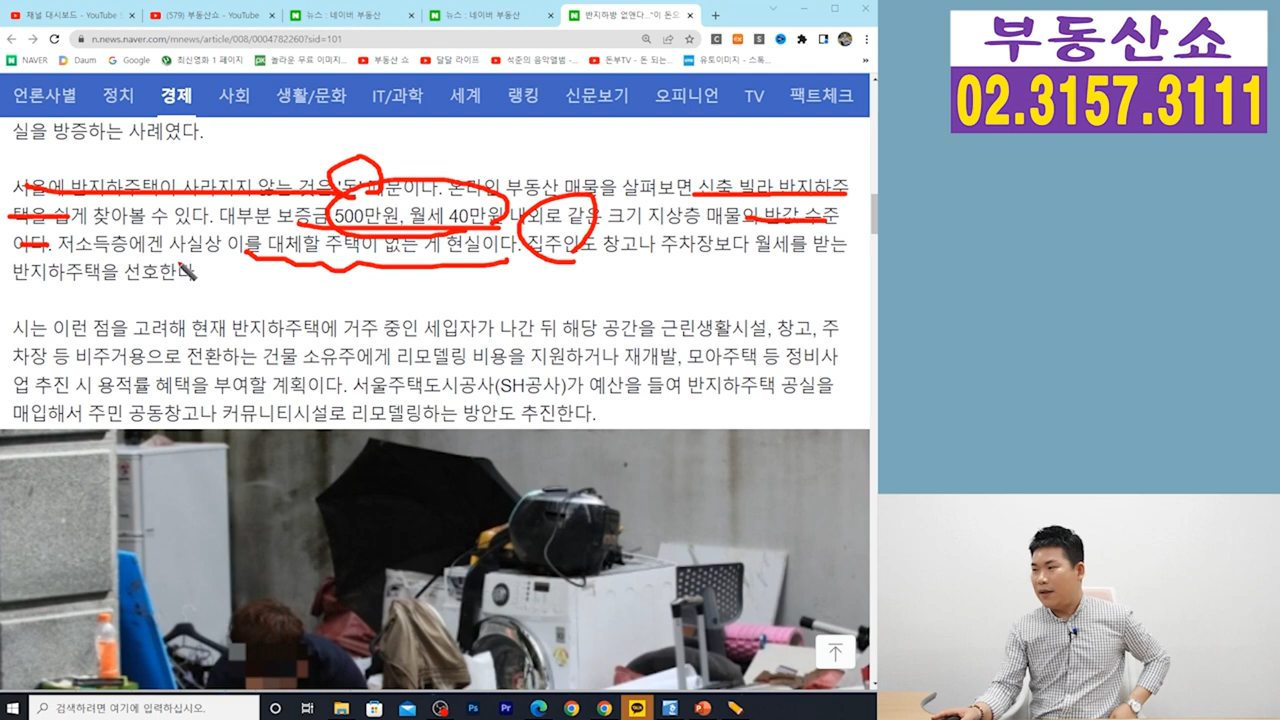 채널 대시보드 - YouTube S
(579) 부동산쇼 - YouTube
뉴스 : 네이버 부동산
뉴스 : 네이버 부동산
반지하방 없앤다…"이 돈으
n.news.naver.com/mnews/article/008/0004782260?sid=101
NAVER
Daum
Google
최신영화 1 페이지
놀라운 무료 이미지...
부동산 쇼
달달 라이프
석준의 음악앨범 -...
돈부TV - 돈 되는...
유토이미지 - 스톡...
언론사별 정치 경제 사회 생활/문화 IT/과학 세계 랭킹 신문보기 오피니언 TV 팩트체크
실을 방증하는 사례였다.
서울에 반지하주택이 사라지지 않는 것은 '돈' 때문이다. 온라인 부동산 매물을 살펴보면 신축 빌라 반지하주
택을 쉽게 찾아볼 수 있다. 대부분 보증금 500만원, 월세 40만원 내외로 같은 크기 지상층 매물의 반값 수준
이다. 저소득층에겐 사실상 이를 대체할 주택이 없는 게 현실이다. 집주인도 창고나 주차장보다 월세를 받는
반지하주택을 선호한다
시는 이런 점을 고려해 현재 반지하주택에 거주 중인 세입자가 나간 뒤 해당 공간을 근린생활시설, 창고, 주
차장 등 비주거용으로 전환하는 건물 소유주에게 리모델링 비용을 지원하거나 재개발, 모아주택 등 정비사
업 추진 시 용적률 혜택을 부여할 계획이다. 서울주택도시공사(SH공사)가 예산을 들여 반지하주택 공실을
매입해서 주민 공동창고나 커뮤니티시설로 리모델링하는 방안도 추진한다.
검색하려면 여기에 입력하십시오.
부동산쇼
02.3157.3111